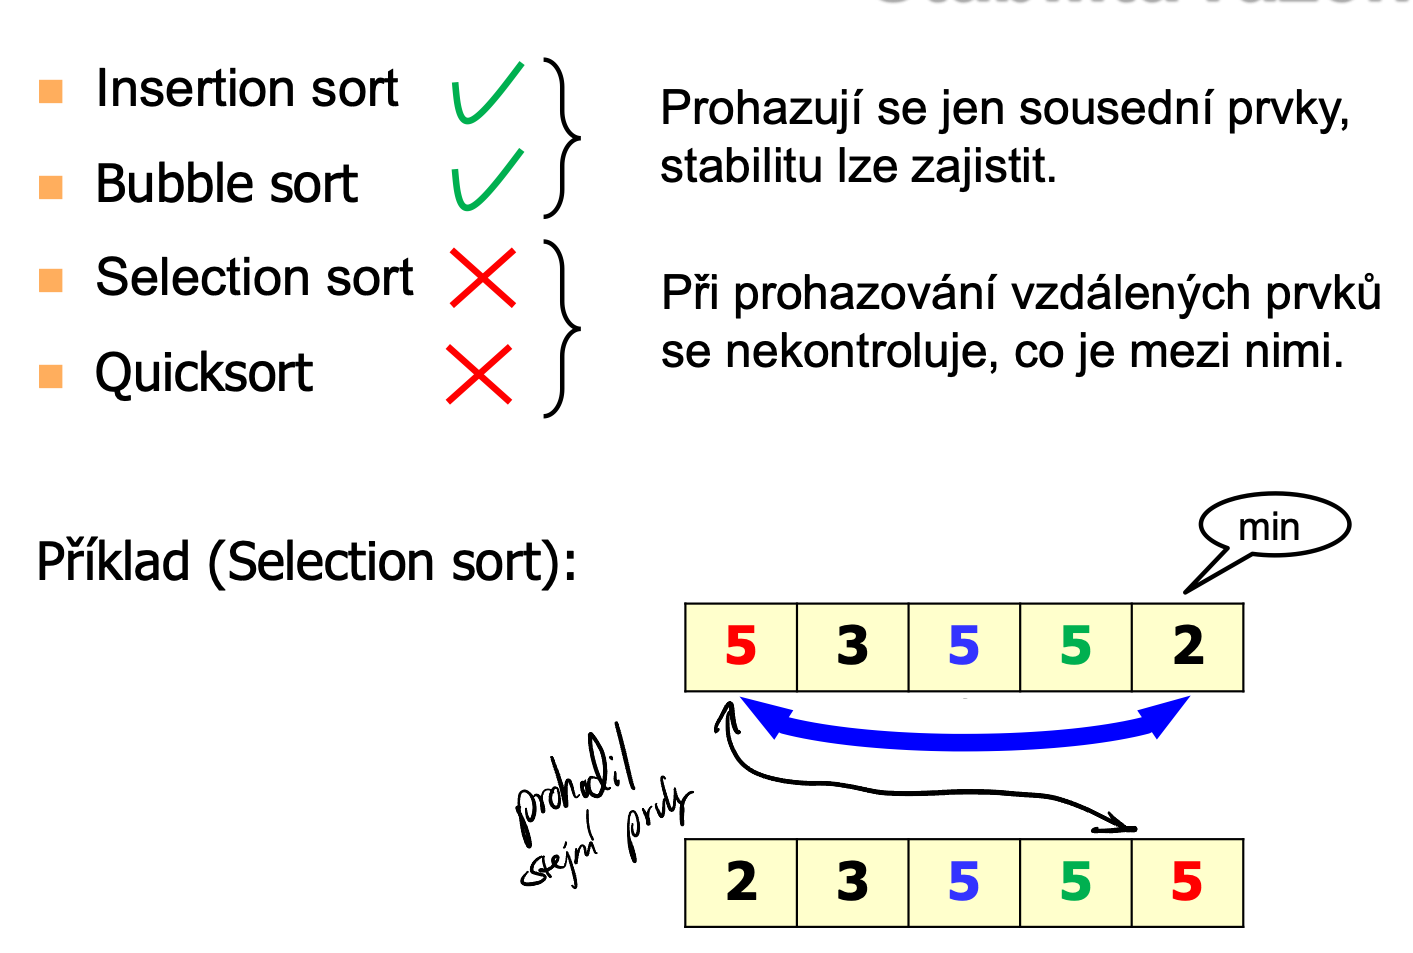 Insertion sort
Bubble sort
Selection sort
Quicksort
Prohazují se jen sousední prvky,
stabilitu lze zajistit.
Při prohazování vzdálených prvků
se nekontroluje, co je mezi nimi.
Příklad (Selection sort):
min
5 3 5 5 2
prohodil
stejní prvky
2 3 5 5 5